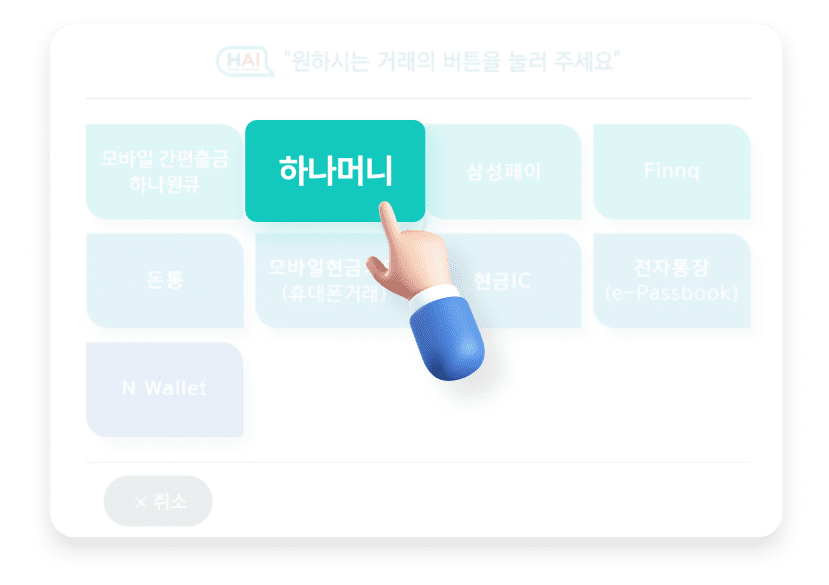 HAI "원하시는 거래의 버튼을 눌러 주세요"
모바일 간편출금
하나원큐
하나머니
삼성페이
Finnq
돈통
모바일현금
(휴대폰거래)
현금IC
전자통장
(e-Passbook)
N Wallet
× 취소